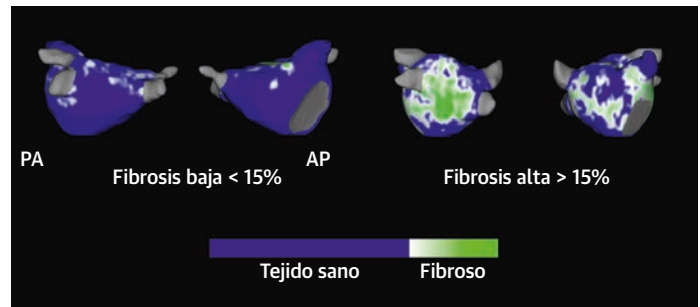 PA
AP
Fibrosis baja < 15%
Fibrosis alta > 15%
Tejido sano
Fibroso